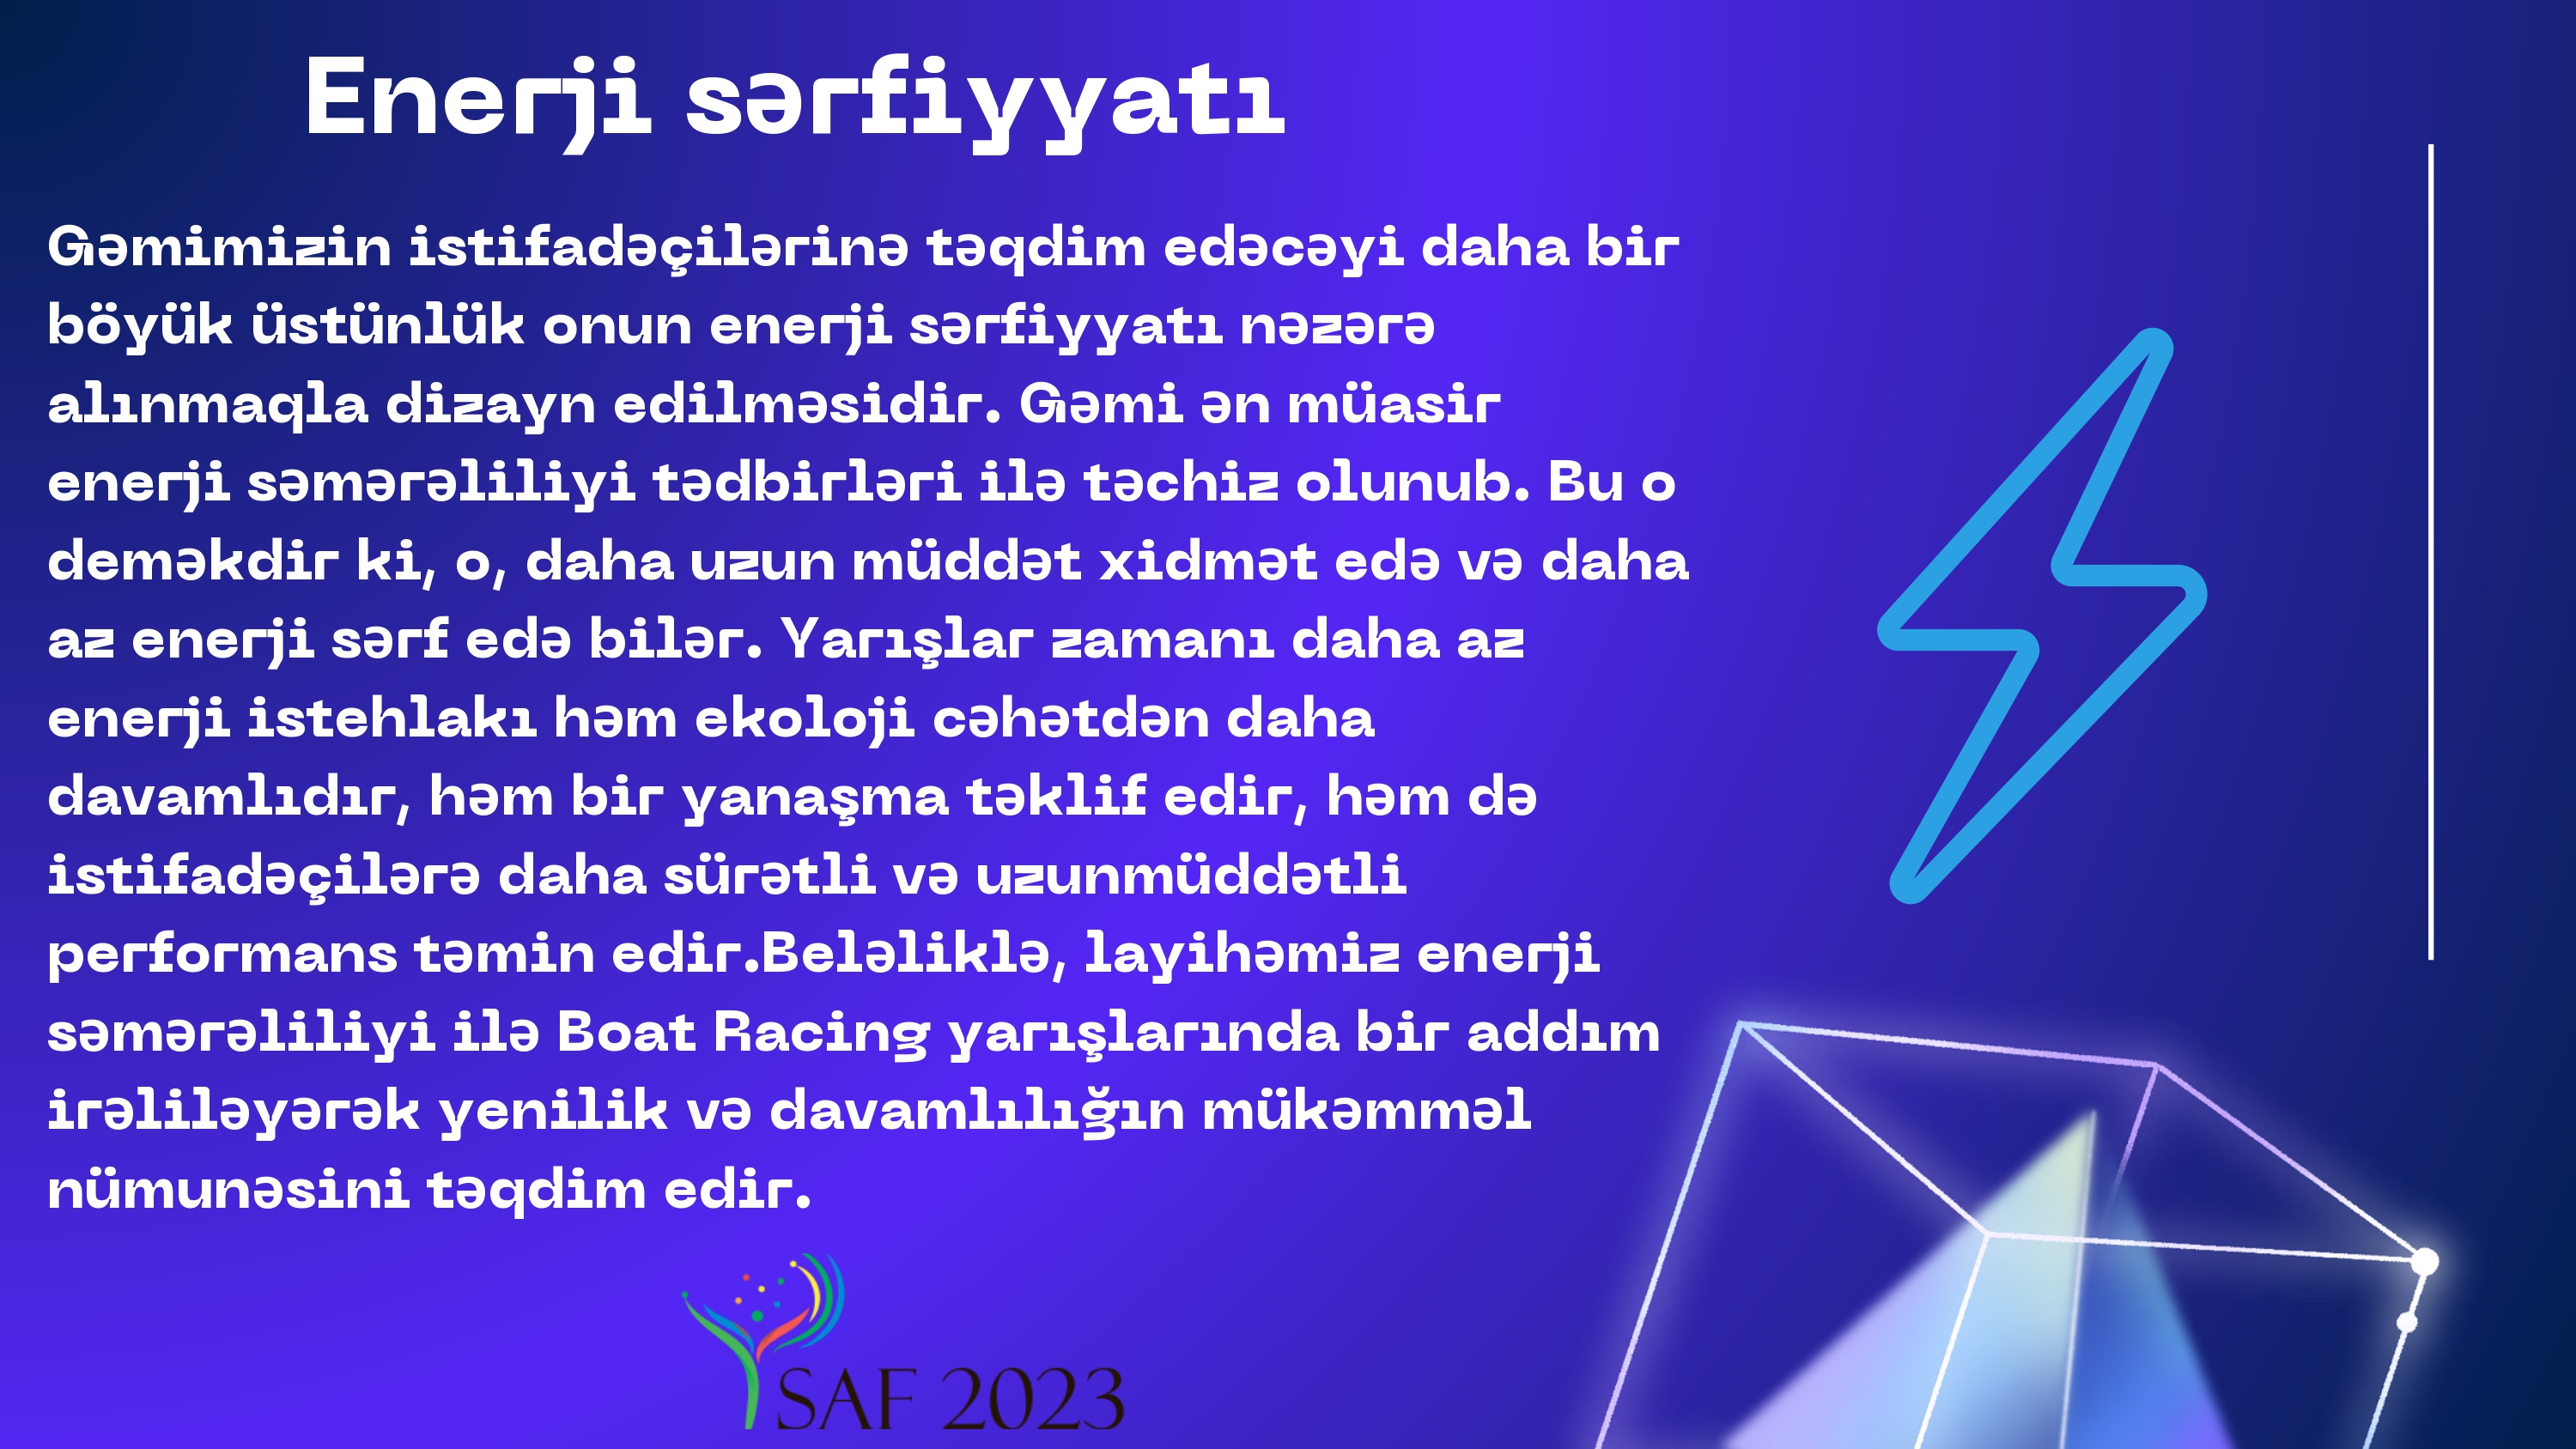 Enerji sərfiyyatı
Gəmimizin istifadəçilərinə təqdim edəcəyi daha bir
böyük üstünlük onun enerji sərfiyyatı nəzərə
alınmaqla dizayn edilməsidir. Gəmi ən müasir
enerji səmərəliliyi tədbirləri ilə təchiz olunub. Bu o
deməkdir ki, o, daha uzun müddət xidmət edə və daha
az enerji sərf edə bilər. Yarışlar zamanı daha az
enerji istehlakı həm ekoloji cəhətdən daha
davamlıdır, həm bir yanaşma təklif edir, həm də
istifadəçilərə daha sürətli və uzunmüddətli
performans təmin edir.Beləliklə, layihəmiz enerji
səmərəliliyi ilə Boat Racing yarışlarında bir addım
irəliləyərək yenilik və davamlılığın mükəmməl
nümunəsini təqdim edir.
SAF 2023